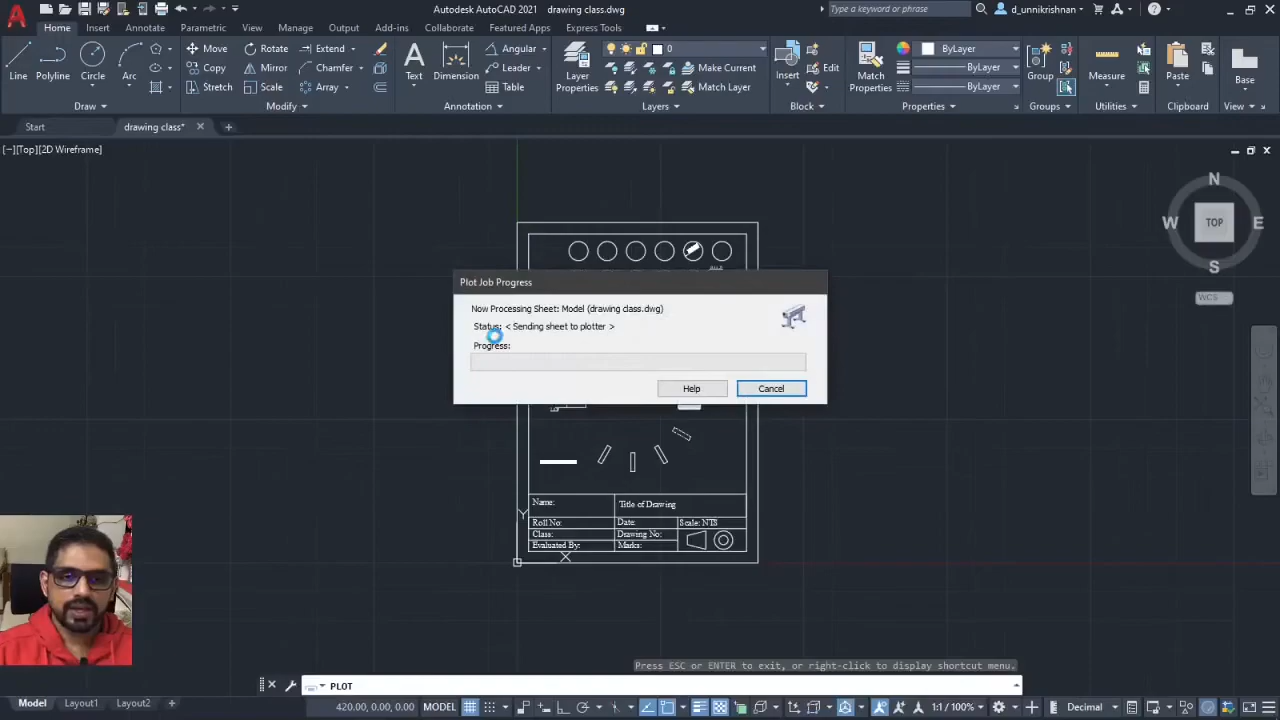 Autodesk AutoCAD 2021 drawing class.dwg
Type a keyword or phrase
d_unnikrishnan
Home Insert Annotate Parametric View Manage Output Add-ins Collaborate Featured Apps Express Tools
Line Polyline Circle Arc
Move Rotate Extend
Copy Mirror Chamfer
Stretch Scale Array
Text Dimension
Angular
Leader
Table
Layer Properties
0
Make Current
Match Layer
Insert Edit
Match Properties
ByLayer
ByLayer
ByLayer
Group Measure Paste Base
Draw Modify Annotation Layers Block Properties Groups Utilities Clipboard View
Start drawing class*
[−][Top][2D Wireframe]
N
W TOP E
S
WCS
Plot Job Progress
Now Processing Sheet: Model (drawing class.dwg)
Status: < Sending sheet to plotter >
Progress:
Help Cancel
Name: Title of Drawing
Roll No: Date: Scale: NTS
Class: Drawing No:
Evaluated By: Marks:
Y
X
Press ESC or ENTER to exit, or right-click to display shortcut menu.
PLOT
Model Layout1 Layout2 +
420.00, 0.00, 0.00 MODEL 1:1 / 100% Decimal